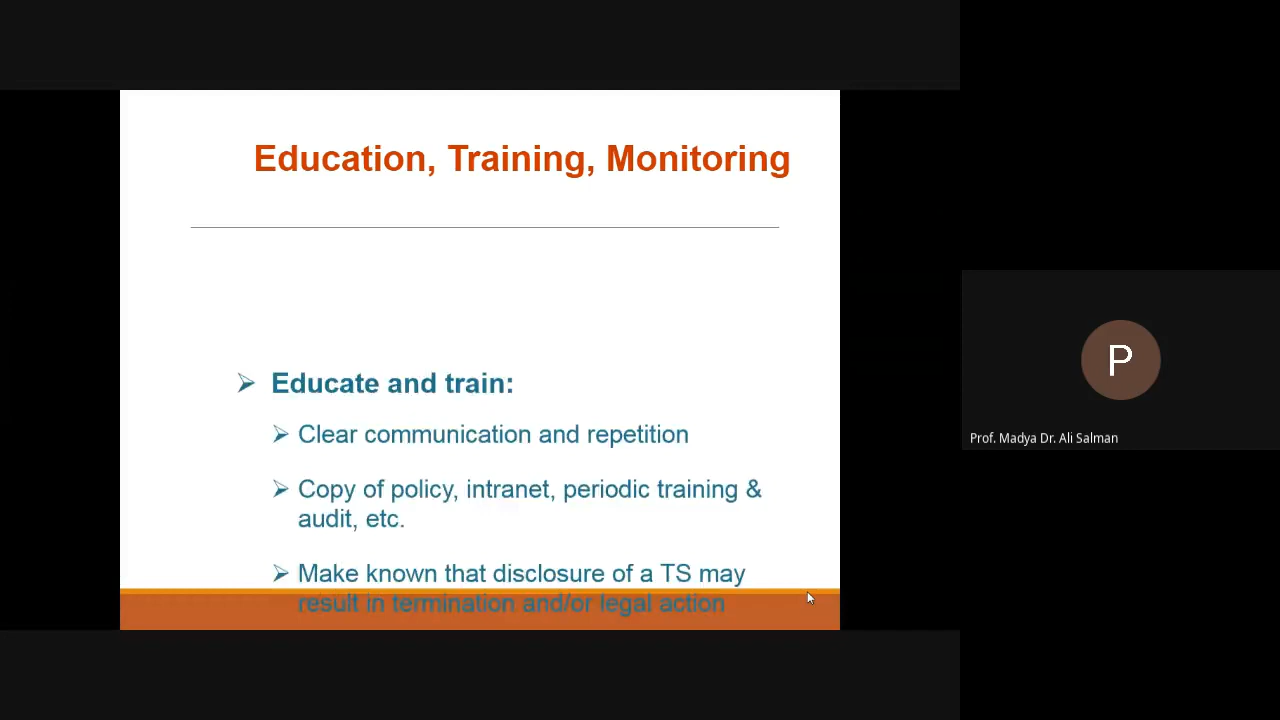 Education, Training, Monitoring
➢ Educate and train:
➢ Clear communication and repetition
➢ Copy of policy, intranet, periodic training &
audit, etc.
➢ Make known that disclosure of a TS may
result in termination and/or legal action
P
Prof. Madya Dr. Ali Salman